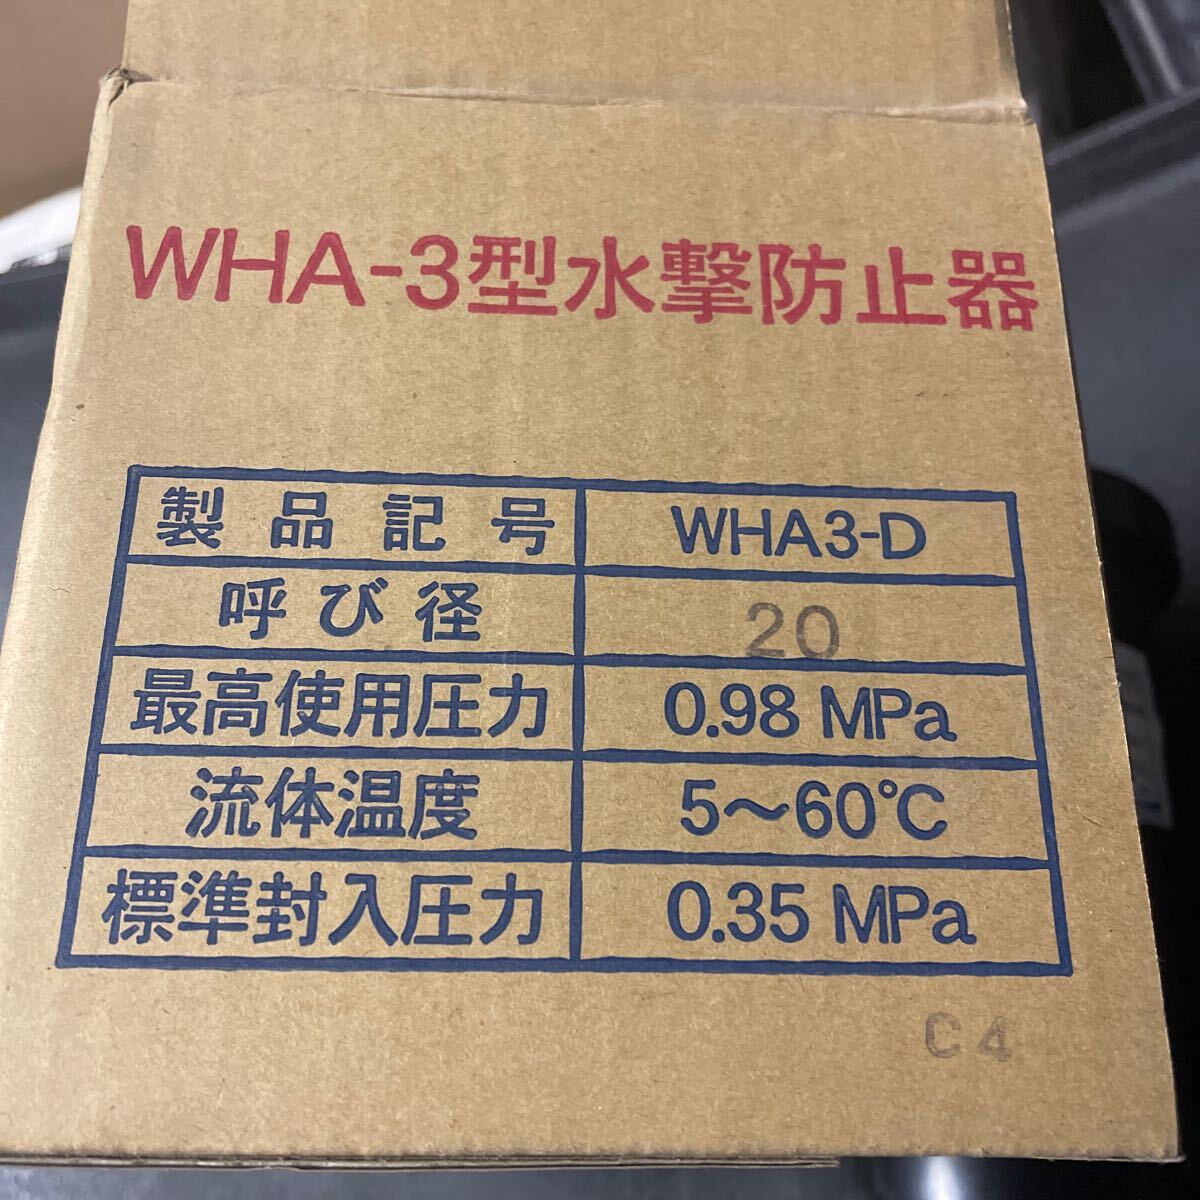 WHA-3型水撃防止器
製品記号 WHA3-D
呼び径 20
最高使用圧力 0.98 MPa
流体温度 5〜60℃
標準封入圧力 0.35 MPa
C4